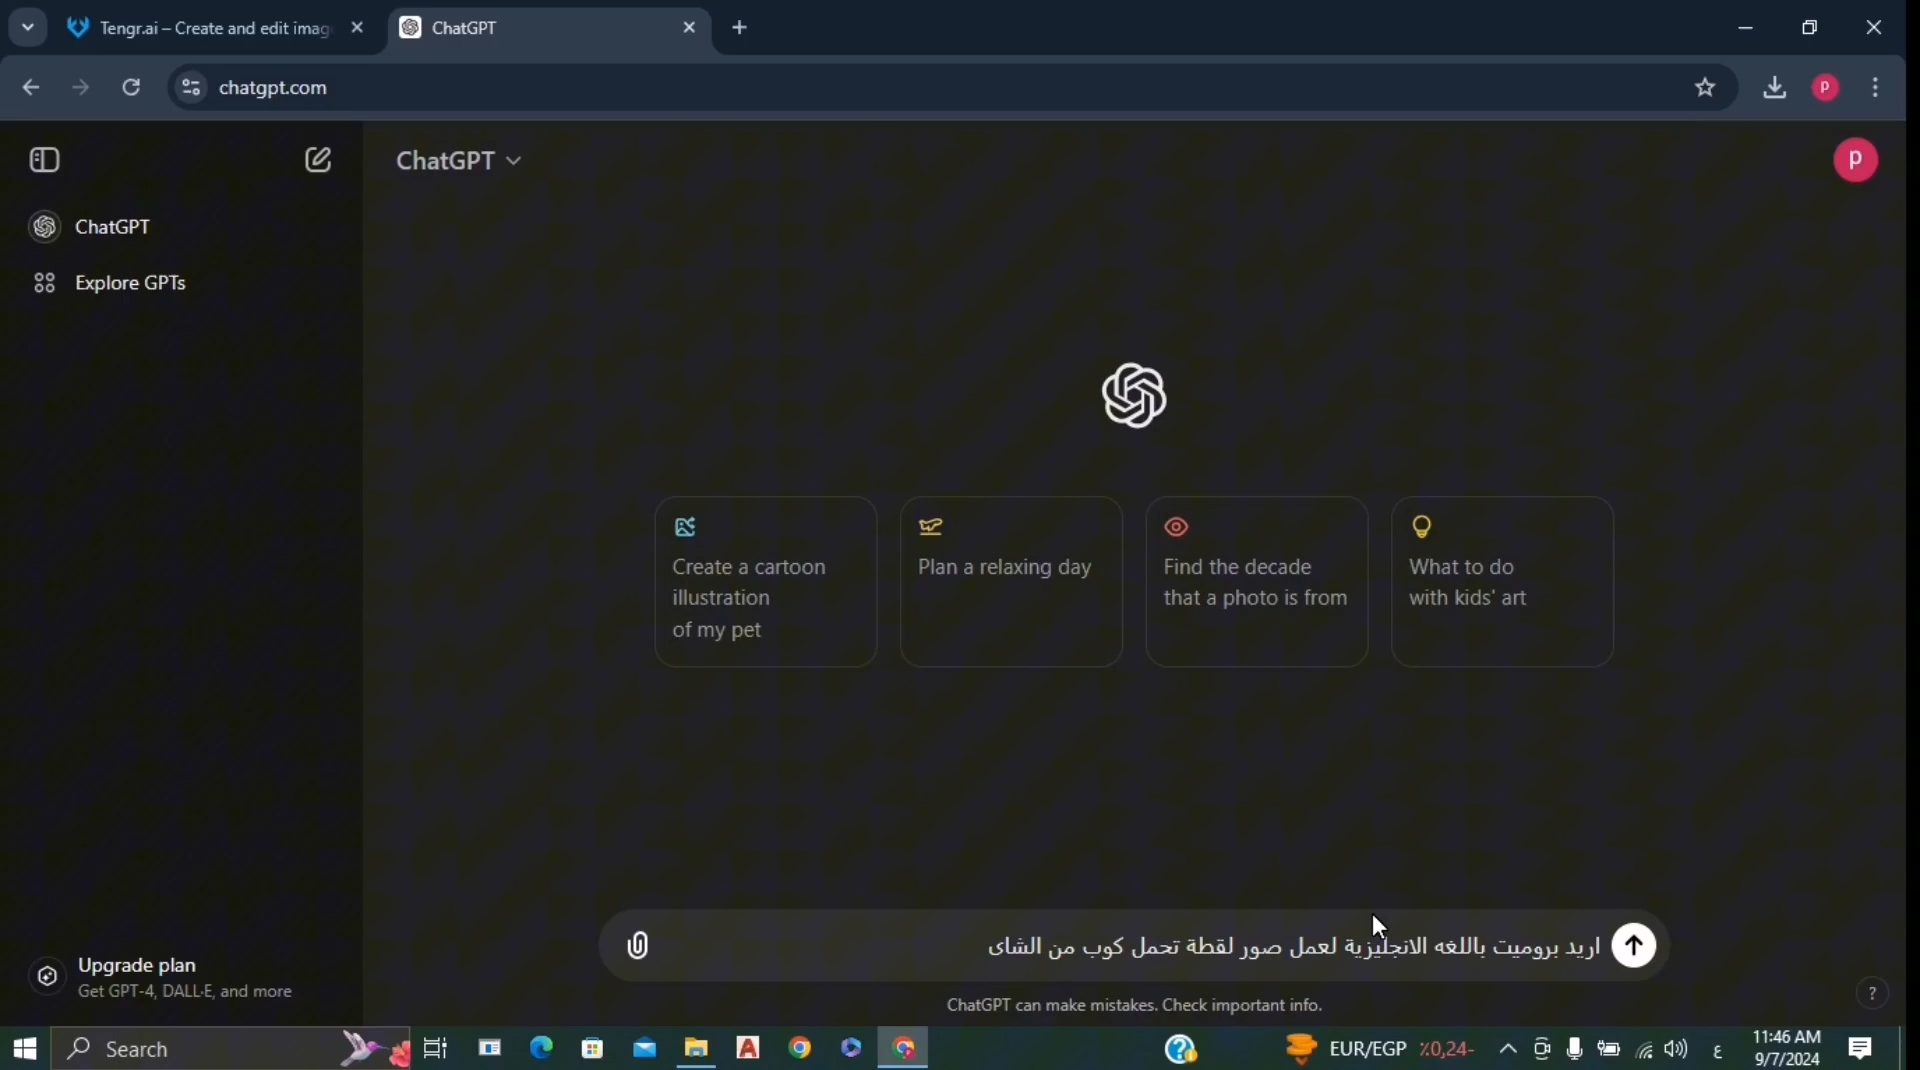 Tengr.ai – Create and edit imag
ChatGPT
chatgpt.com
P
ChatGPT
P
ChatGPT
Explore GPTs
Create a cartoon
illustration
of my pet
Plan a relaxing day
Find the decade
that a photo is from
What to do
with kids' art
اريد بروميت باللغه الانجليزية لعمل صور لقطة تحمل كوب من الشاى
Upgrade plan
Get GPT-4, DALL·E, and more
ChatGPT can make mistakes. Check important info.
?
Search
EUR/EGP ٪0,24-
ع
11:46 AM
9/7/2024